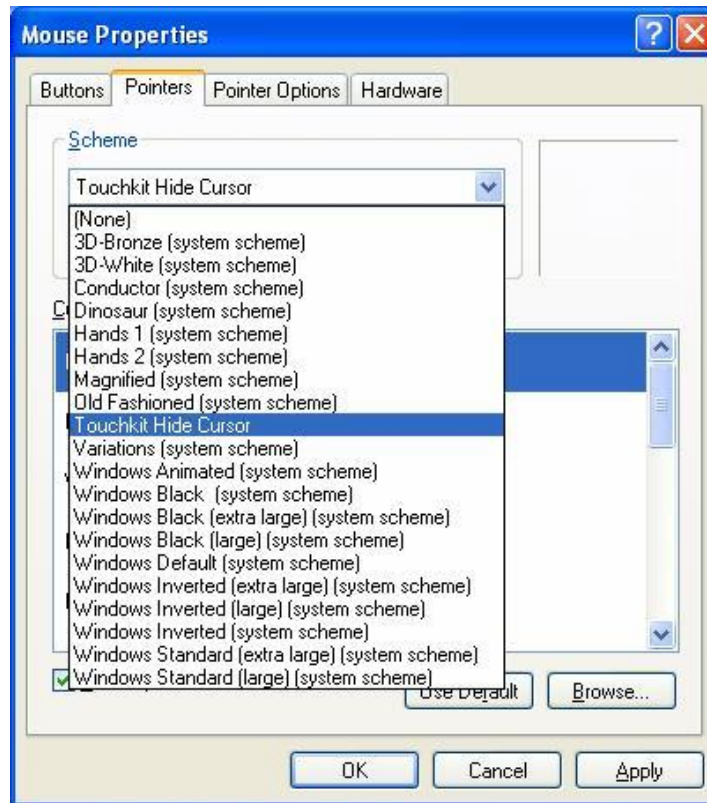 Mouse Properties
Buttons Pointers Pointer Options Hardware
Scheme
Touchkit Hide Cursor
(None)
3D-Bronze (system scheme)
3D-White (system scheme)
Conductor (system scheme)
Dinosaur (system scheme)
Hands 1 (system scheme)
Hands 2 (system scheme)
Magnified (system scheme)
Old Fashioned (system scheme)
Touchkit Hide Cursor
Variations (system scheme)
Windows Animated (system scheme)
Windows Black (system scheme)
Windows Black (extra large) (system scheme)
Windows Black (large) (system scheme)
Windows Default (system scheme)
Windows Inverted (extra large) (system scheme)
Windows Inverted (large) (system scheme)
Windows Inverted (system scheme)
Windows Standard (extra large) (system scheme)
Windows Standard (large) (system scheme)
Use Default Browse...
OK Cancel Apply